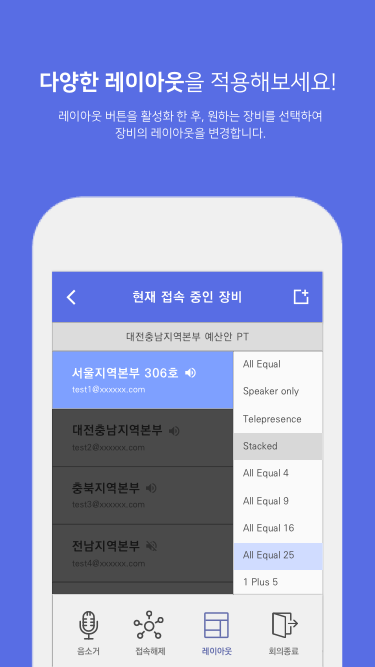 다양한 레이아웃을 적용해보세요!
레이아웃 버튼을 활성화 한 후, 원하는 장비를 선택하여
장비의 레이아웃을 변경합니다.
현재 접속 중인 장비
대전충남지역본부 예산안 PT
서울지역본부 306호
test1@xxxxxx.com
대전충남지역본부
test2@xxxxxx.com
충북지역본부
test3@xxxxxx.com
전남지역본부
test4@xxxxxx.com
All Equal
Speaker only
Telepresence
Stacked
All Equal 4
All Equal 9
All Equal 16
All Equal 25
1 Plus 5
음소거
접속해제
레이아웃
회의종료